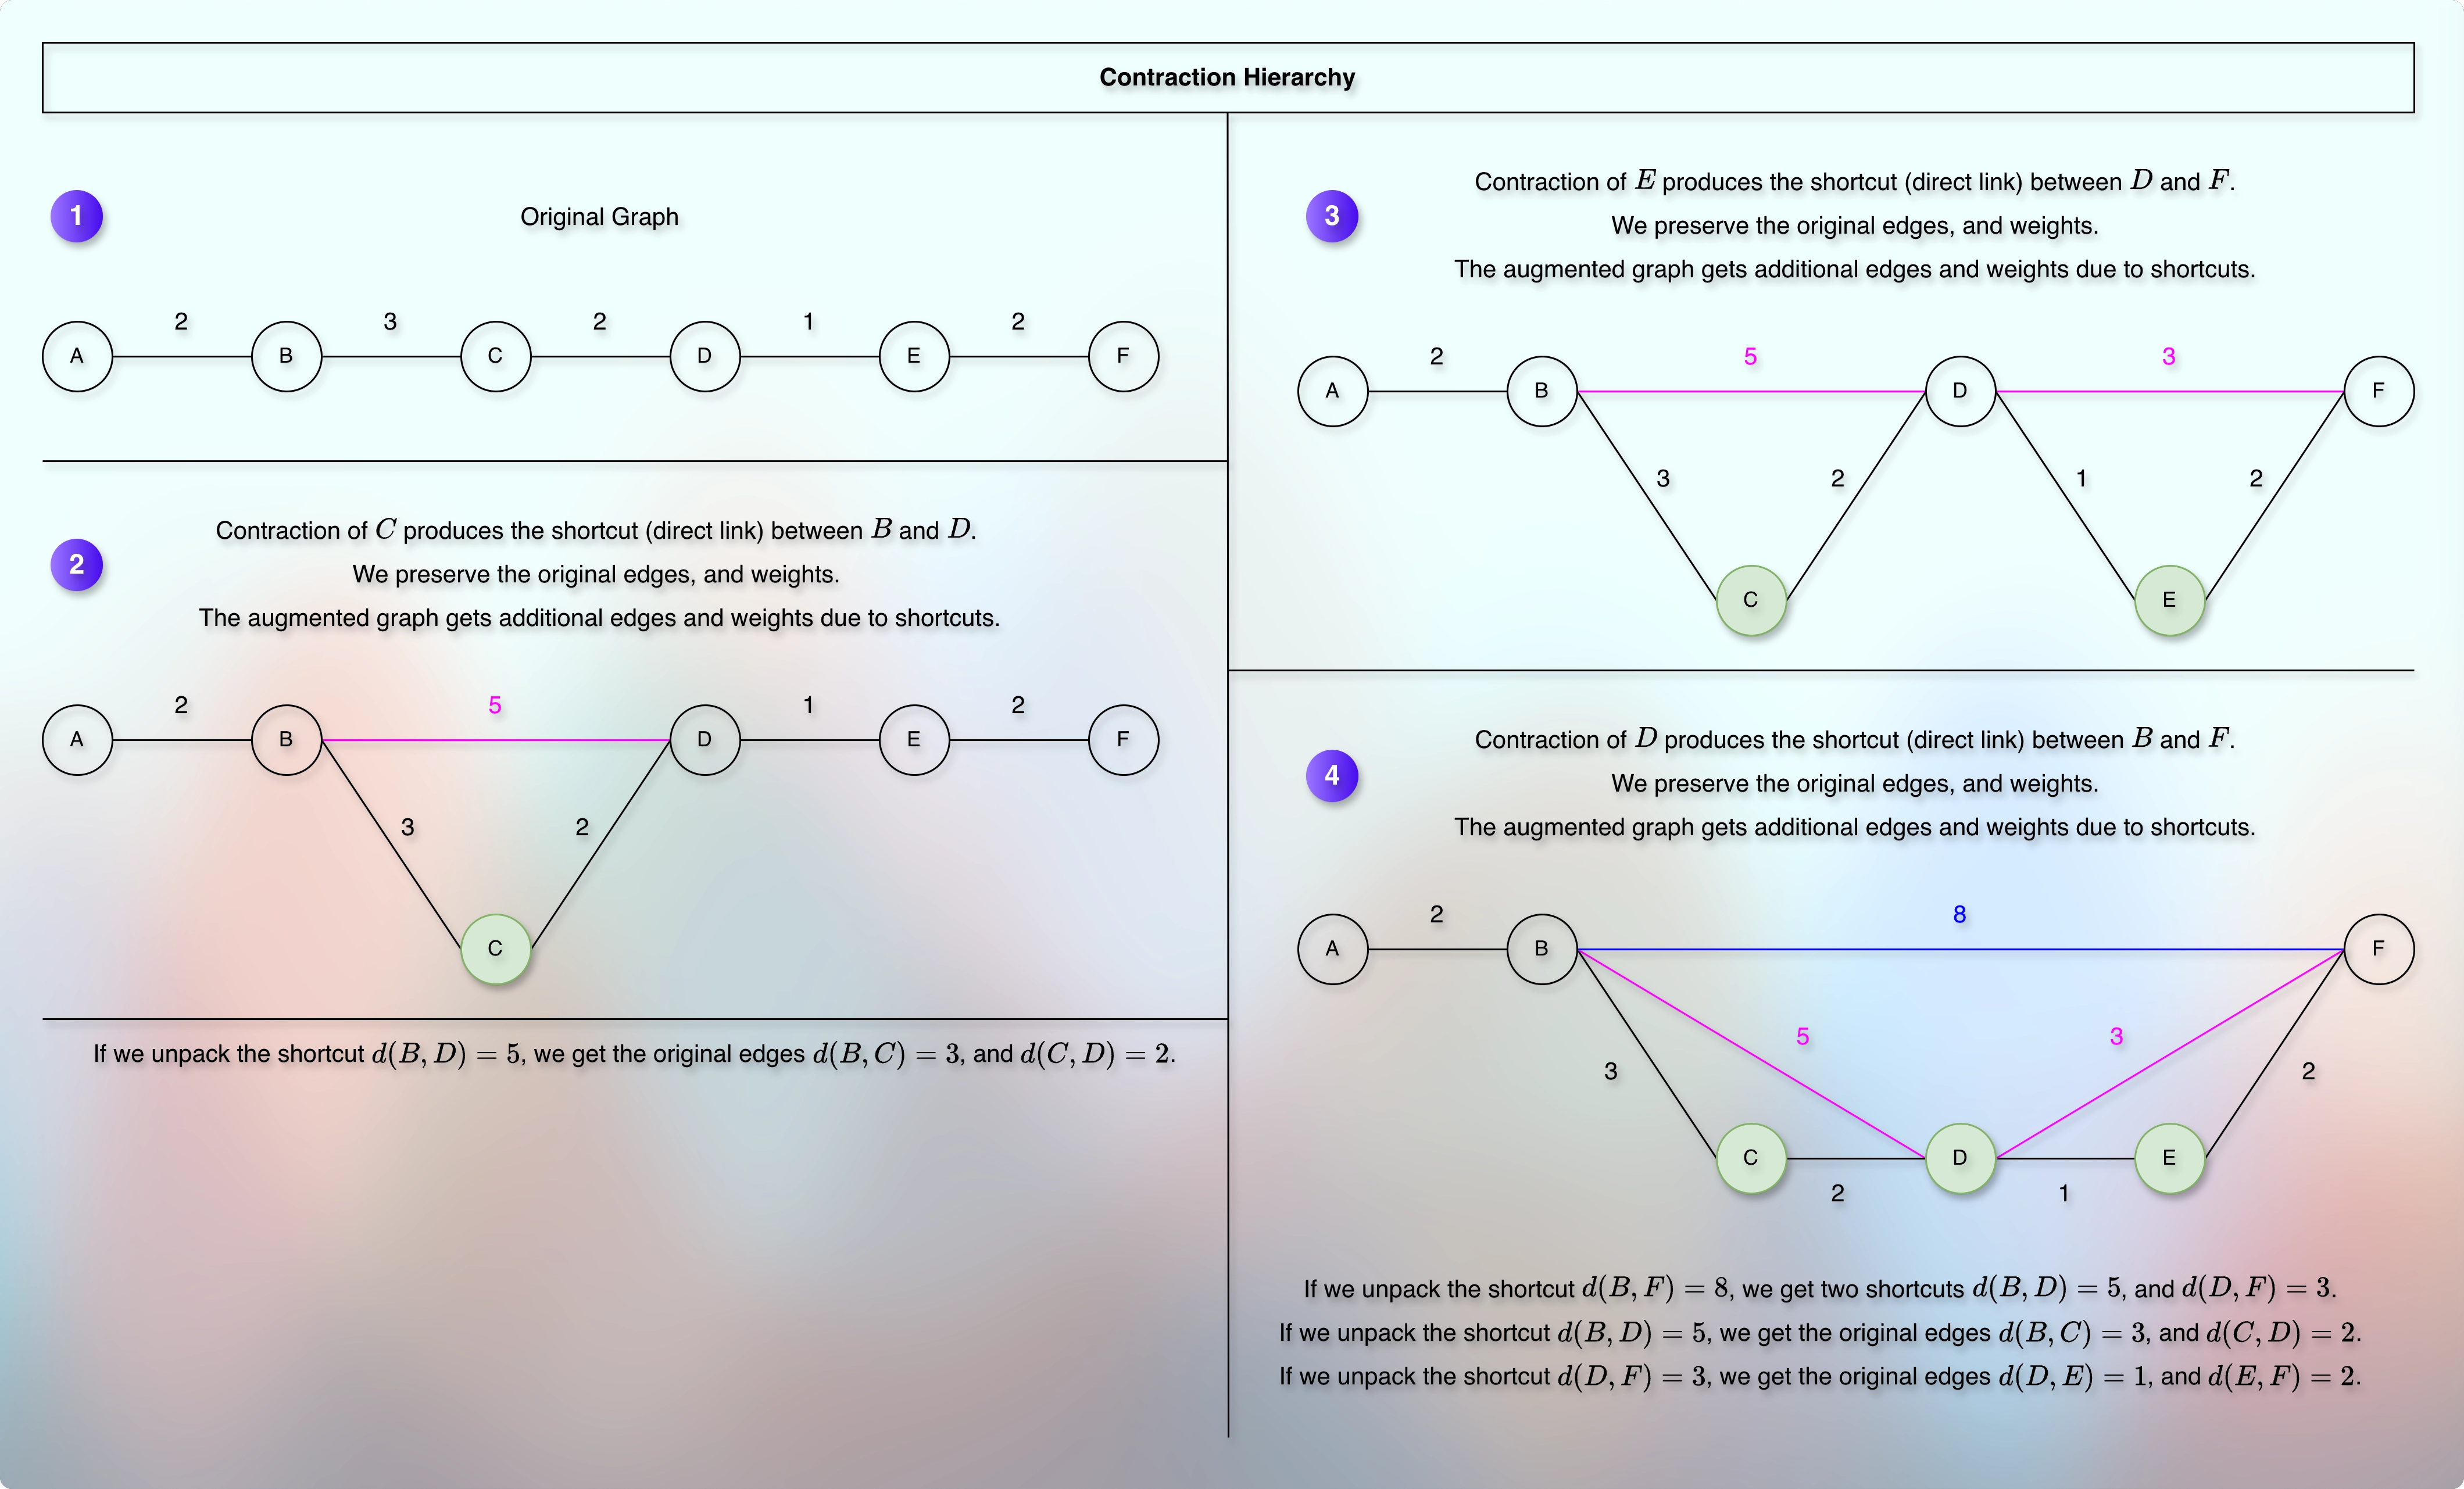 Contraction Hierarchy
1
Original Graph
2 3 2 1 2
A B C D E F
2
Contraction of C produces the shortcut (direct link) between B and D.
We preserve the original edges, and weights.
The augmented graph gets additional edges and weights due to shortcuts.
2 5 1 2
A B D E F
3 2
C
If we unpack the shortcut d(B, D) = 5, we get the original edges d(B, C) = 3, and d(C, D) = 2.
3
Contraction of E produces the shortcut (direct link) between D and F.
We preserve the original edges, and weights.
The augmented graph gets additional edges and weights due to shortcuts.
2 5 3
A B D F
3 2 1 2
C E
4
Contraction of D produces the shortcut (direct link) between B and F.
We preserve the original edges, and weights.
The augmented graph gets additional edges and weights due to shortcuts.
2 8
A B F
5 3
3 2
C D E
2 1
If we unpack the shortcut d(B, F) = 8, we get two shortcuts d(B, D) = 5, and d(D, F) = 3.
If we unpack the shortcut d(B, D) = 5, we get the original edges d(B, C) = 3, and d(C, D) = 2.
If we unpack the shortcut d(D, F) = 3, we get the original edges d(D, E) = 1, and d(E, F) = 2.